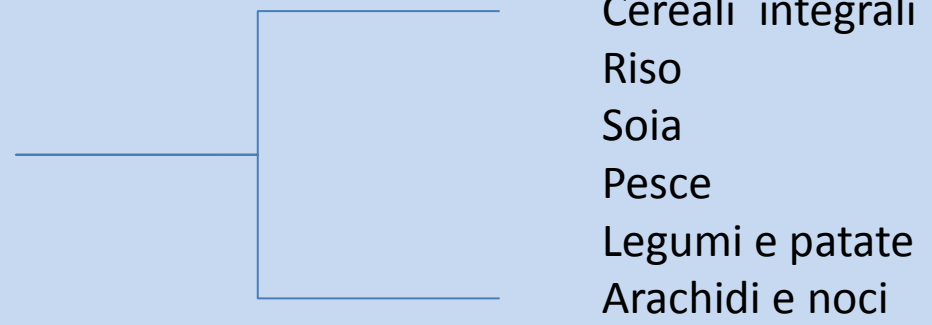 Cereali integrali
Riso
Soia
Pesce
Legumi e patate
Arachidi e noci